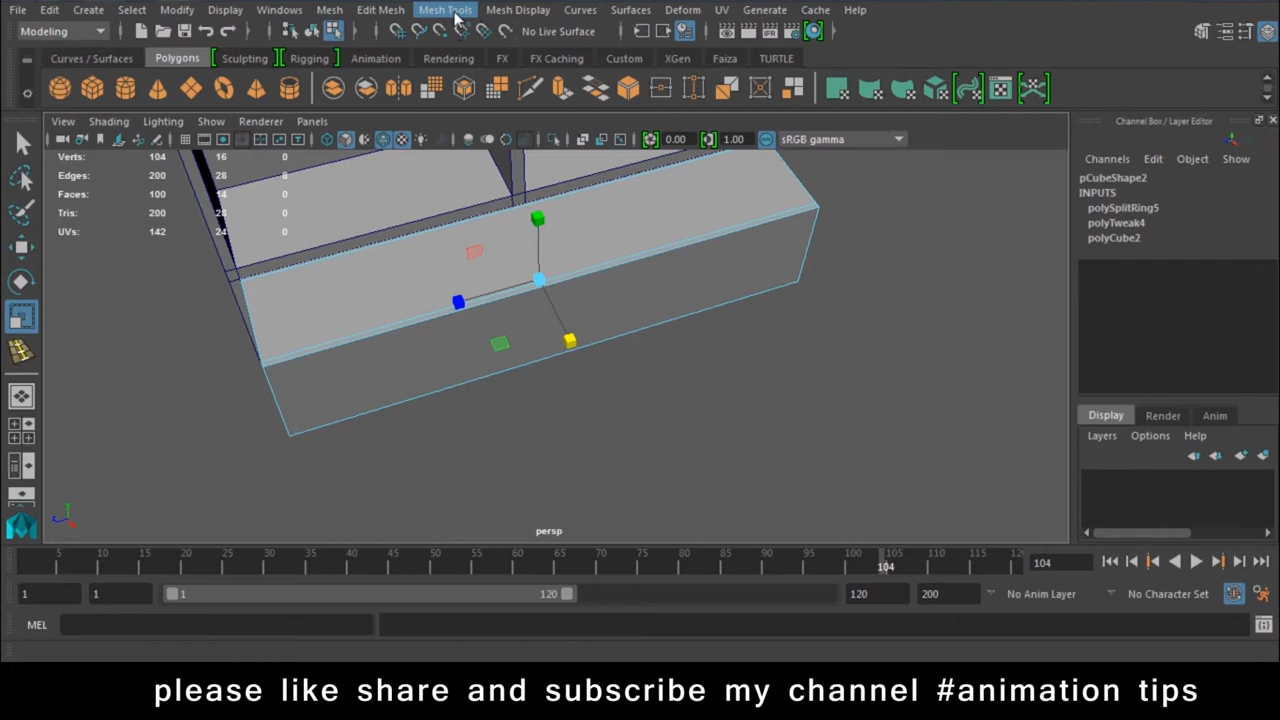 File Edit Create Select Modify Display Windows Mesh Edit Mesh Mesh Tools Mesh Display Curves Surfaces Deform UV Generate Cache Help
Modeling No Live Surface
Curves / Surfaces Polygons Sculpting Rigging Animation Rendering FX FX Caching Custom XGen Faiza TURTLE
View Shading Lighting Show Renderer Panels
Channel Box / Layer Editor
0.00 1.00 sRGB gamma
Channels Edit Object Show
Verts: 104 16 0
Edges: 200 28 8
Faces: 100 14 0
Tris: 200 28 0
UVs: 142 24 0
pCubeShape2
INPUTS
polySplitRing5
polyTweak4
polyCube2
Display Render Anim
Layers Options Help
persp
5 10 15 20 25 30 35 40 45 50 55 60 65 70 75 80 85 90 95 100 105 110 115 12
104 104
1 1 1 120 120 200 No Anim Layer No Character Set
MEL
please like share and subscribe my channel #animation tips